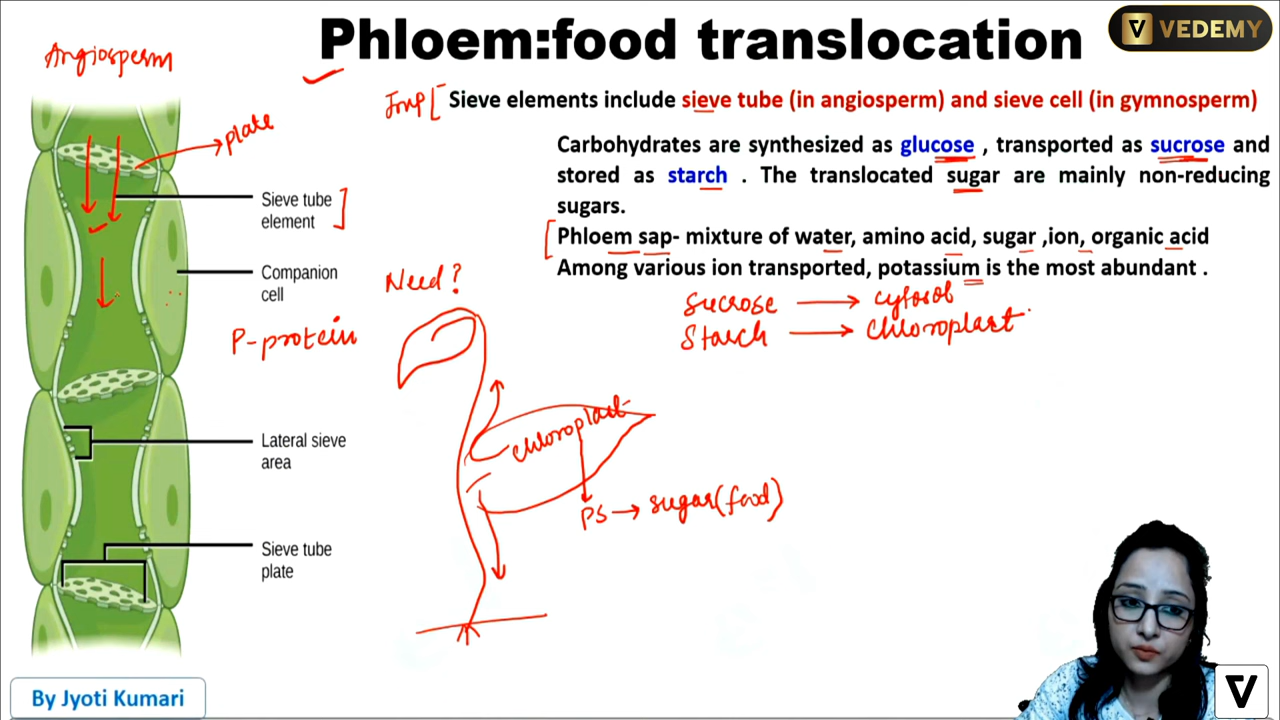 Phloem:food translocation
VEDEMY
Angiosperm
Imp [ Sieve elements include sieve tube (in angiosperm) and sieve cell (in gymnosperm)
plate
Carbohydrates are synthesized as glucose , transported as sucrose and
stored as starch . The translocated sugar are mainly non-reducing
sugars.
Phloem sap- mixture of water, amino acid, sugar ,ion, organic acid
Among various ion transported, potassium is the most abundant .
Sieve tube
element
Companion
cell
P-protein
Lateral sieve
area
Sieve tube
plate
Need?
Sucrose → cytosol
Starch → chloroplast
chloroplast
PS → sugar(food)
By Jyoti Kumari